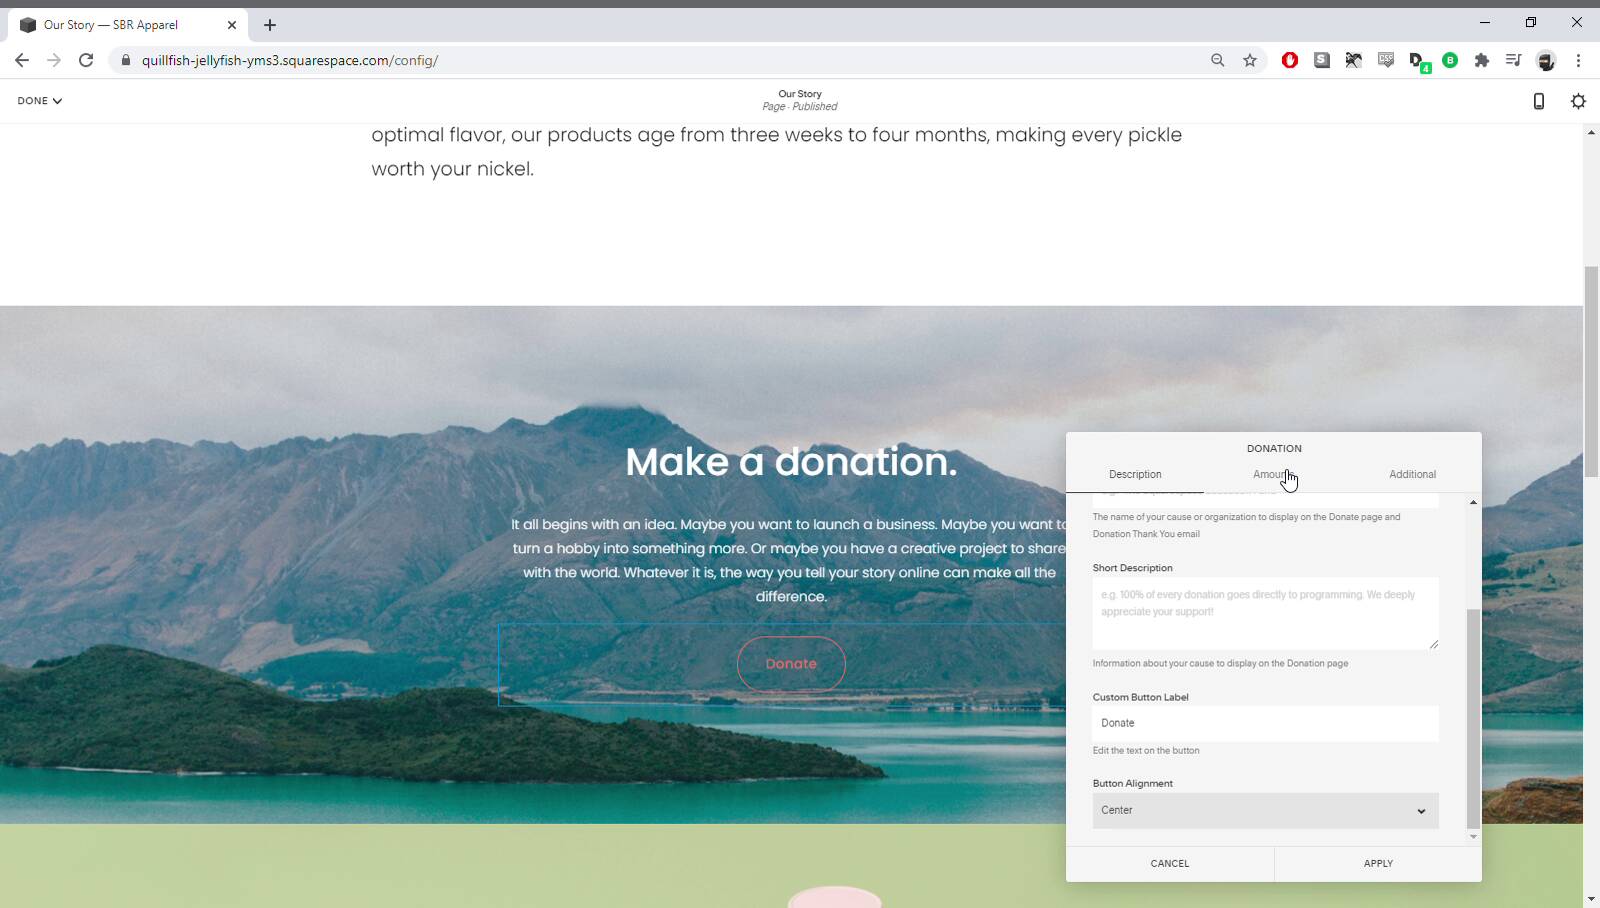 Our Story — SBR Apparel
quillfish-jellyfish-yms3.squarespace.com/config/
S
CSS
D
4
B
DONE
Our Story
Page · Published
optimal flavor, our products age from three weeks to four months, making every pickle
worth your nickel.
Make a donation.
It all begins with an idea. Maybe you want to launch a business. Maybe you want to
turn a hobby into something more. Or maybe you have a creative project to share
with the world. Whatever it is, the way you tell your story online can make all the
difference.
Donate
DONATION
Description
Amounts
Additional
The name of your cause or organization to display on the Donate page and
Donation Thank You email
Short Description
e.g. 100% of every donation goes directly to programming. We deeply
appreciate your support!
Information about your cause to display on the Donation page
Custom Button Label
Donate
Edit the text on the button
Button Alignment
Center
CANCEL
APPLY